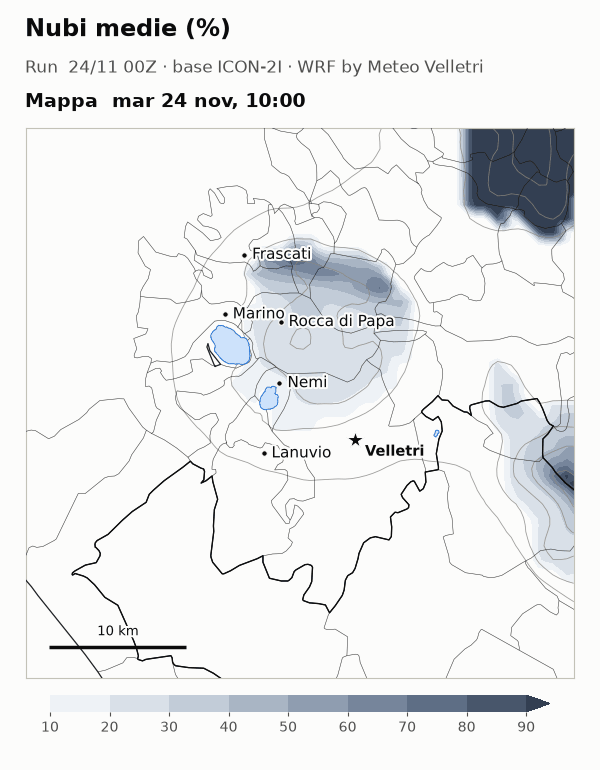 Nubi medie (%)
Run 24/11 00Z · base ICON-2I · WRF by Meteo Velletri
Mappa mar 24 nov, 10:00
Frascati
Marino
Rocca di Papa
Nemi
Velletri
Lanuvio
10 km
10 20 30 40 50 60 70 80 90